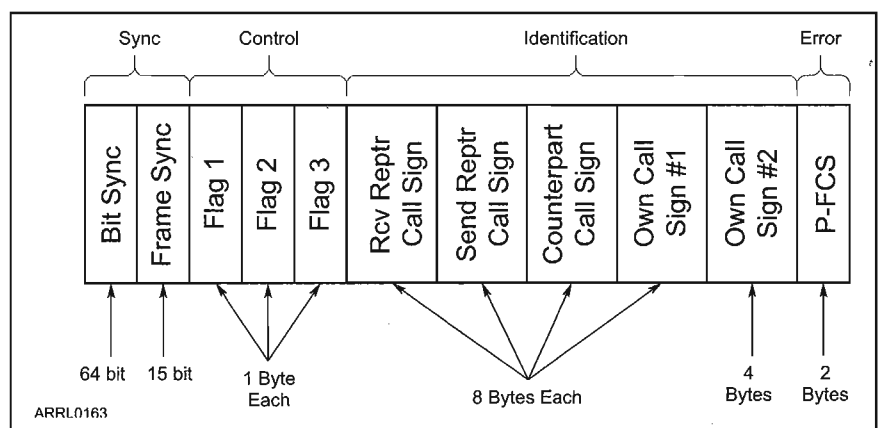 Sync
Control
Identification
Error
Bit Sync
Frame Sync
Flag 1
Flag 2
Flag 3
Rcv Reptr
Call Sign
Send Reptr
Call Sign
Counterpart
Call Sign
Own Call
Sign #1
Own Call
Sign #2
P-FCS
64 bit
15 bit
1 Byte
Each
8 Bytes Each
4
Bytes
2
Bytes
ARRL0163